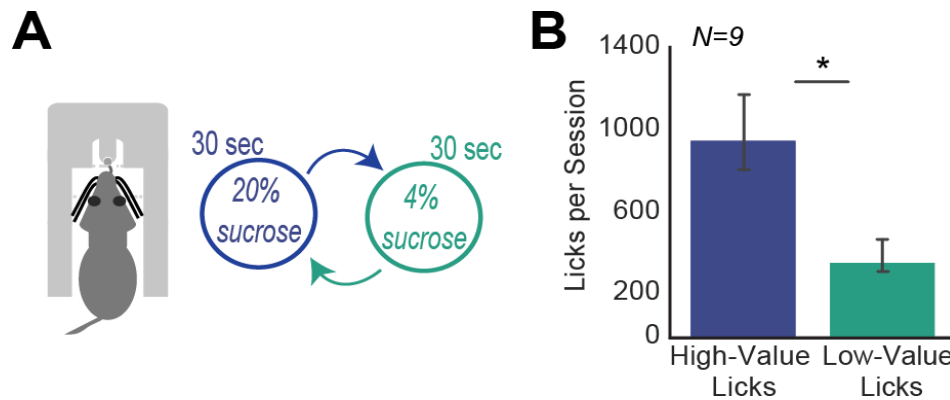 A
30 sec
20%
sucrose
30 sec
4%
sucrose
B
N=9
*
Licks per Session
1400
1000
600
200
0
High-Value
Licks
Low-Value
Licks